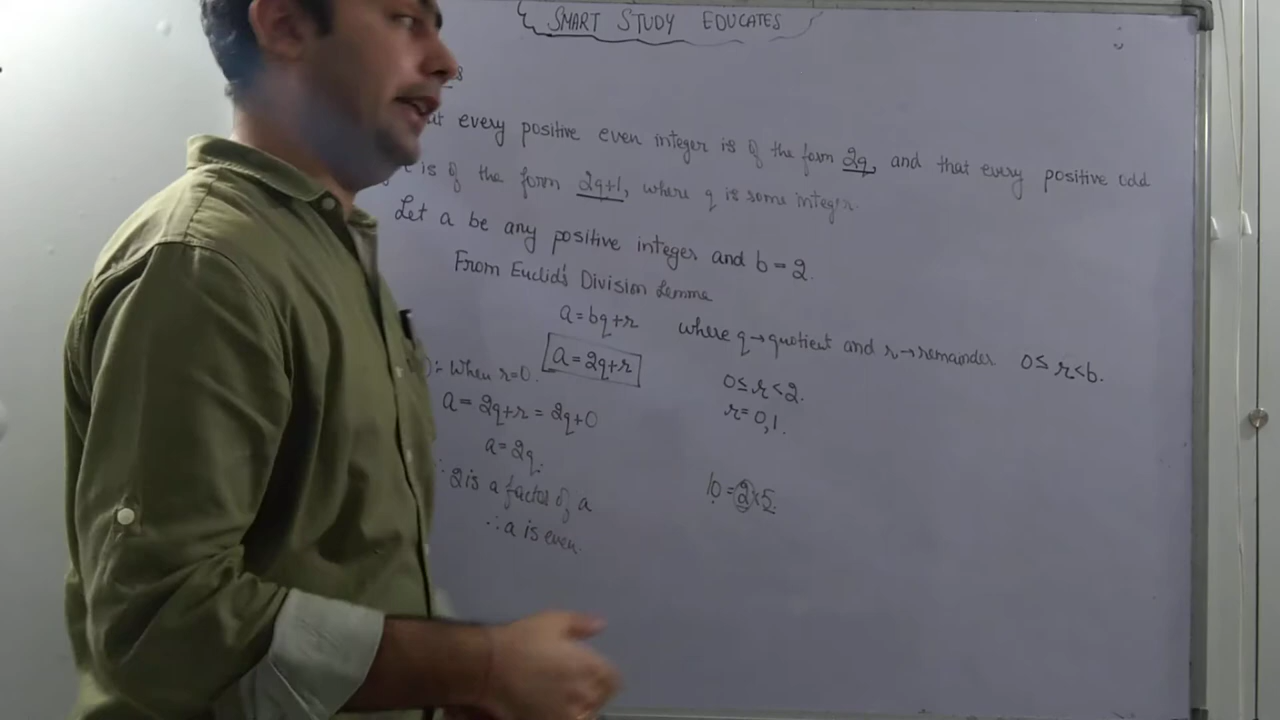 SMART STUDY EDUCATES
every positive even integer is of the form 2q, and that every positive odd
is of the form 2q+1, where q is some integer.
Let a be any positive integer and b = 2.
From Euclid's Division Lemma
a = bq + r where q→quotient and r→remainder 0 ≤ r < b.
a = 2q + r
0 ≤ r < 2.
When r=0.
r = 0, 1.
a = 2q + r = 2q + 0
a = 2q.
2 is a factor of a
10 = 2×5.
∴ a is even.